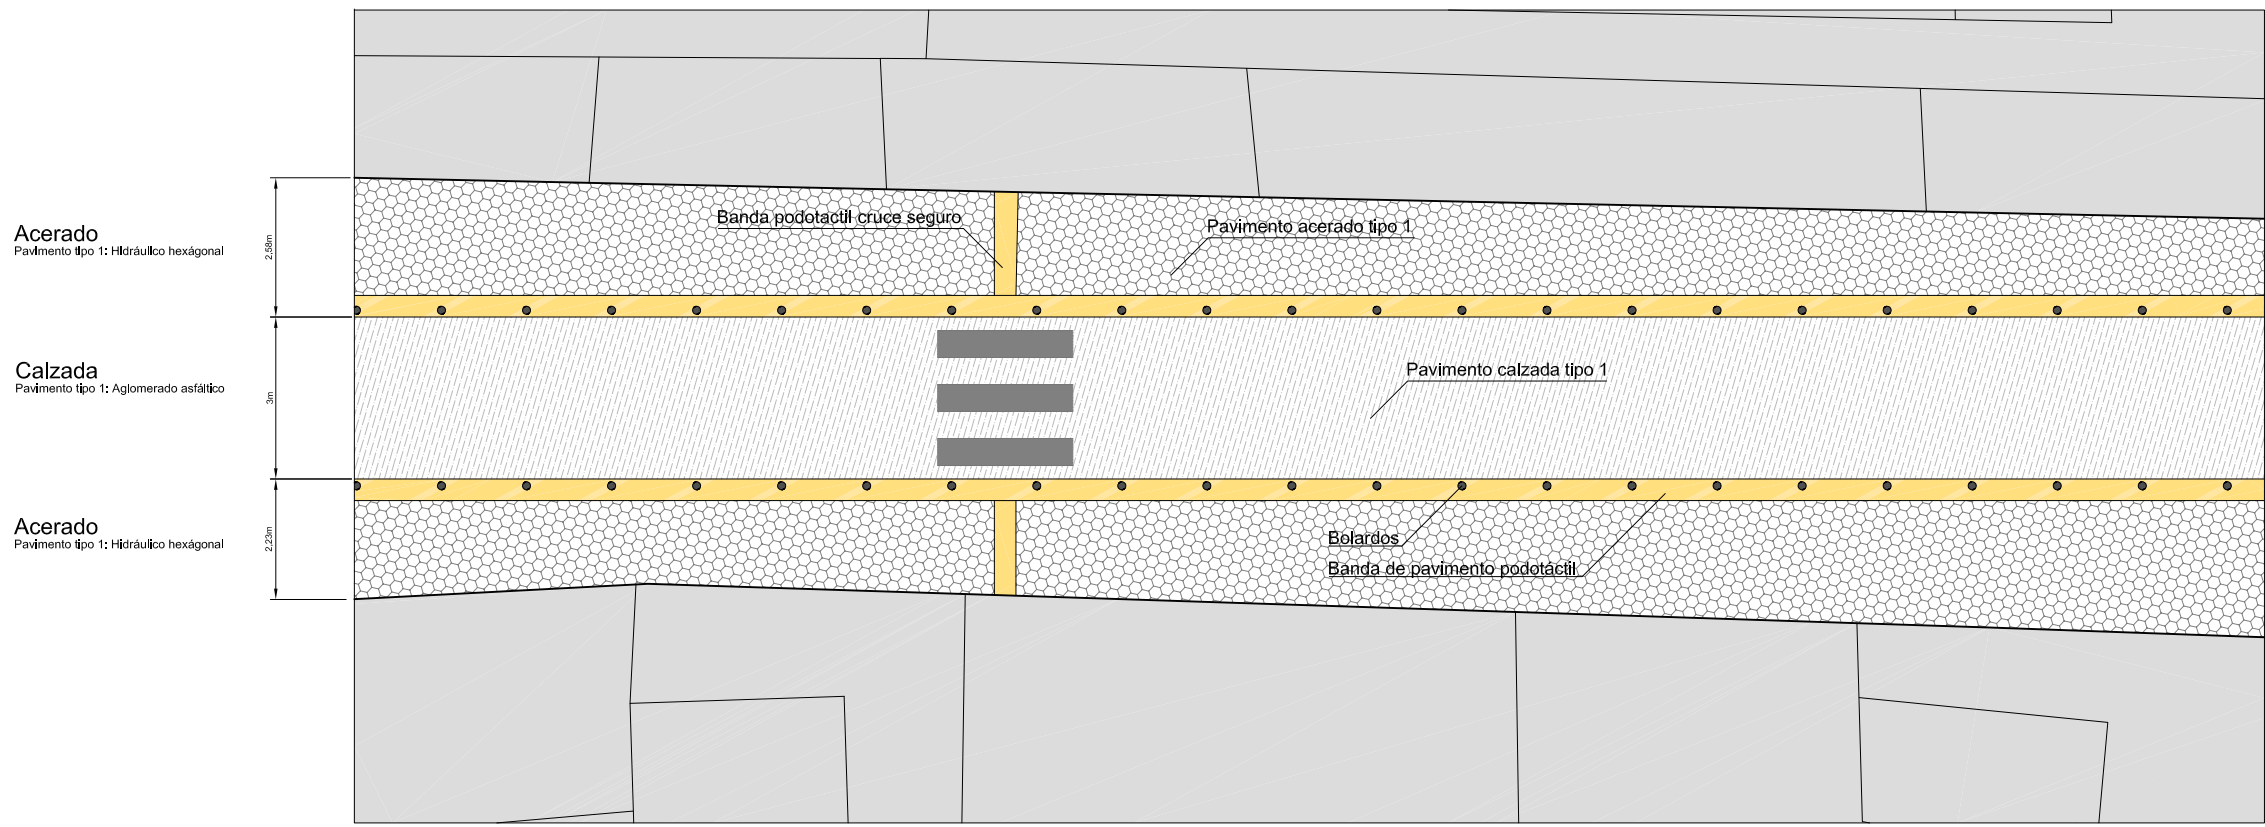 Banda podotactil cruce seguro
Pavimento acerado tipo 1
Acerado
Pavimento tipo 1: Hidráulico hexágonal
2,58m
Calzada
Pavimento tipo 1: Aglomerado asfáltico
3m
Pavimento calzada tipo 1
Acerado
Pavimento tipo 1: Hidráulico hexágonal
2,23m
Bolardos
Banda de pavimento podotáctil